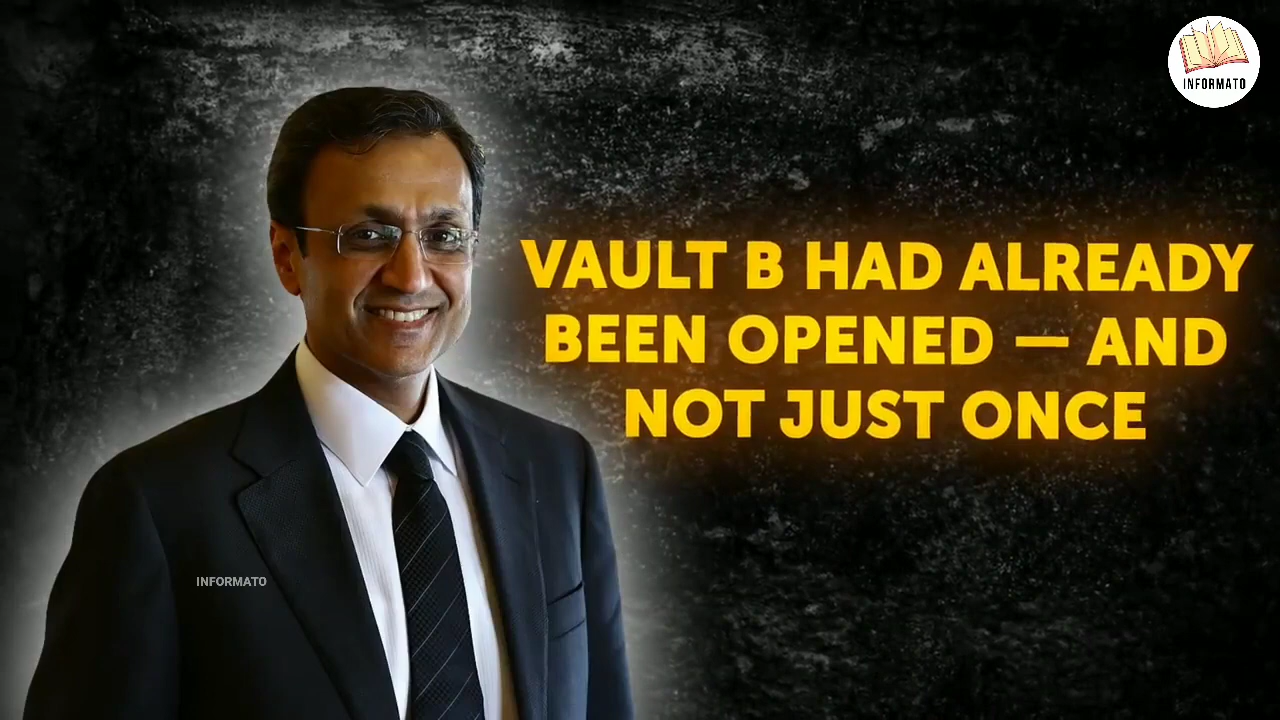 INFORMATO
VAULT B HAD ALREADY
BEEN OPENED — AND
NOT JUST ONCE
INFORMATO